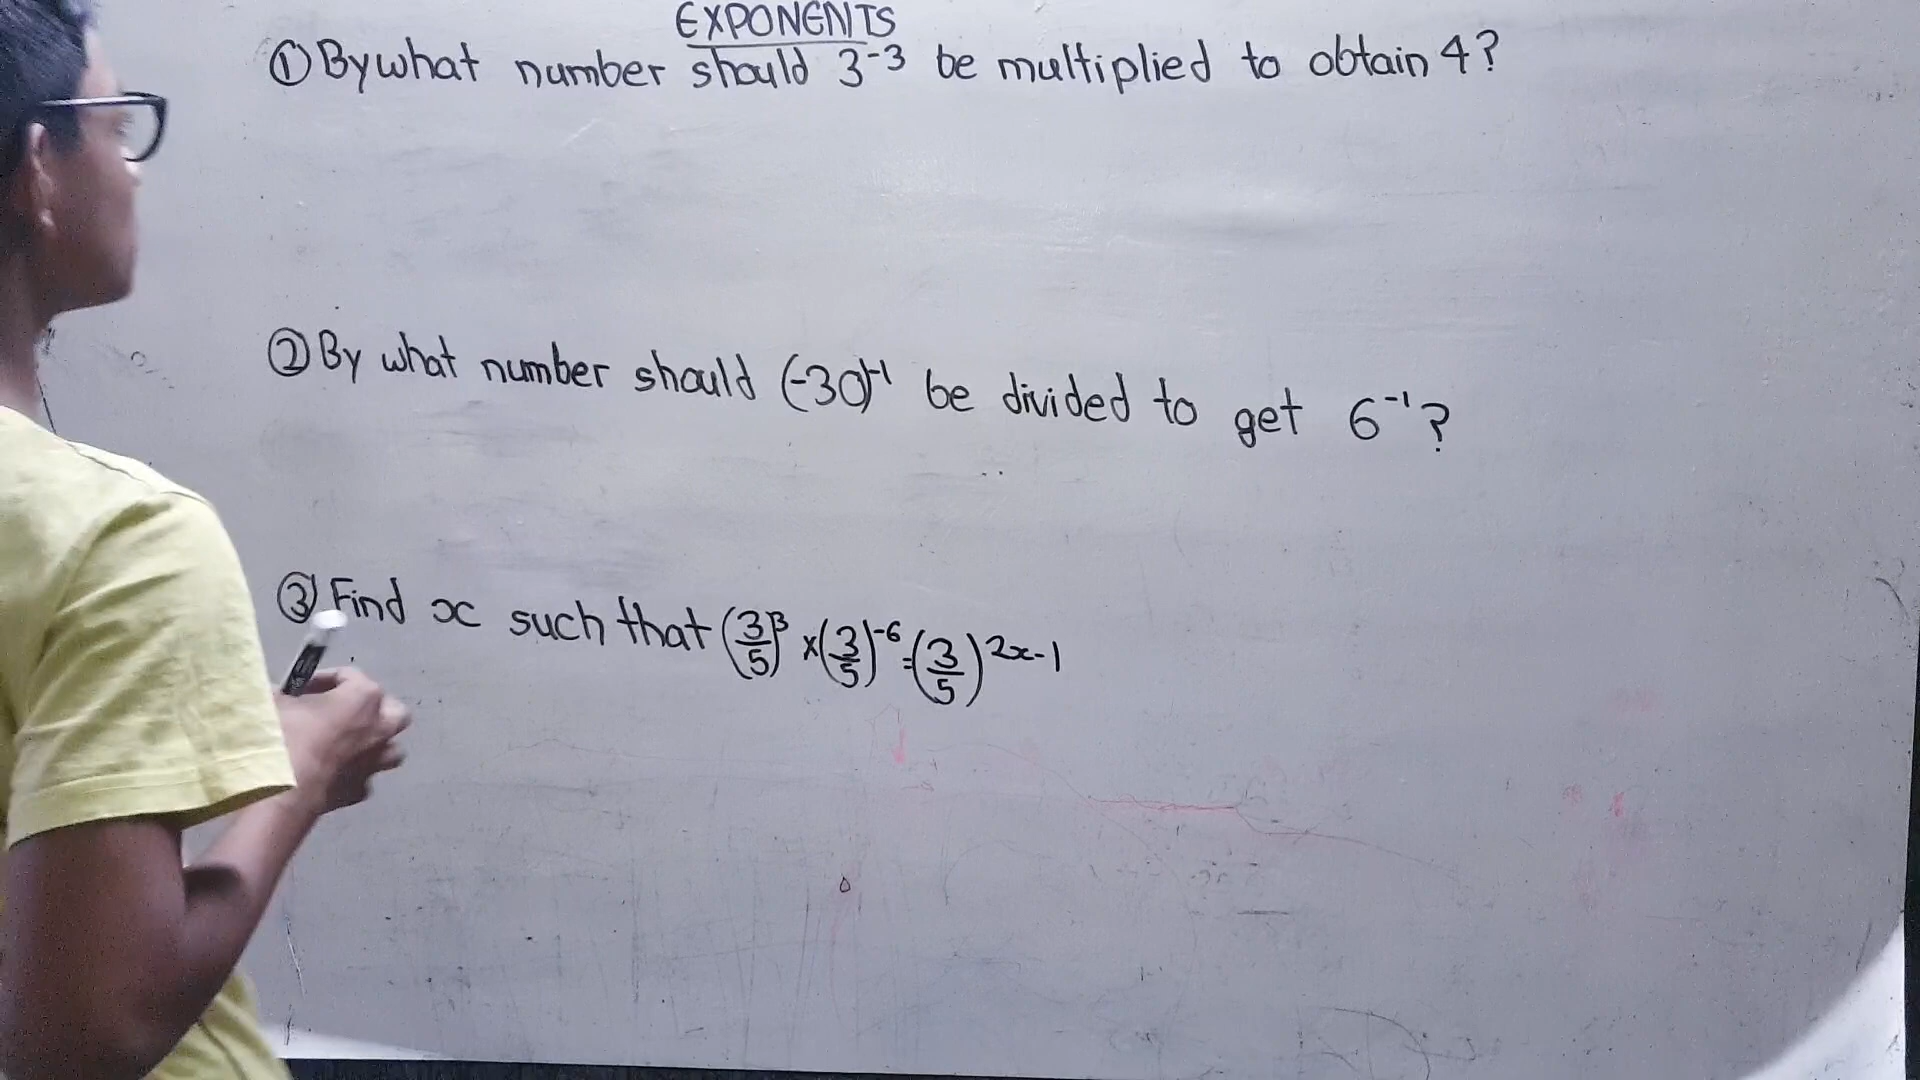 EXPONENTS
① By what number should 3⁻³ be multiplied to obtain 4?
② By what number should (-30)⁻¹ be divided to get 6⁻¹?
③ Find x such that (3/5)³ × (3/5)⁻⁶ = (3/5)²ˣ⁻¹